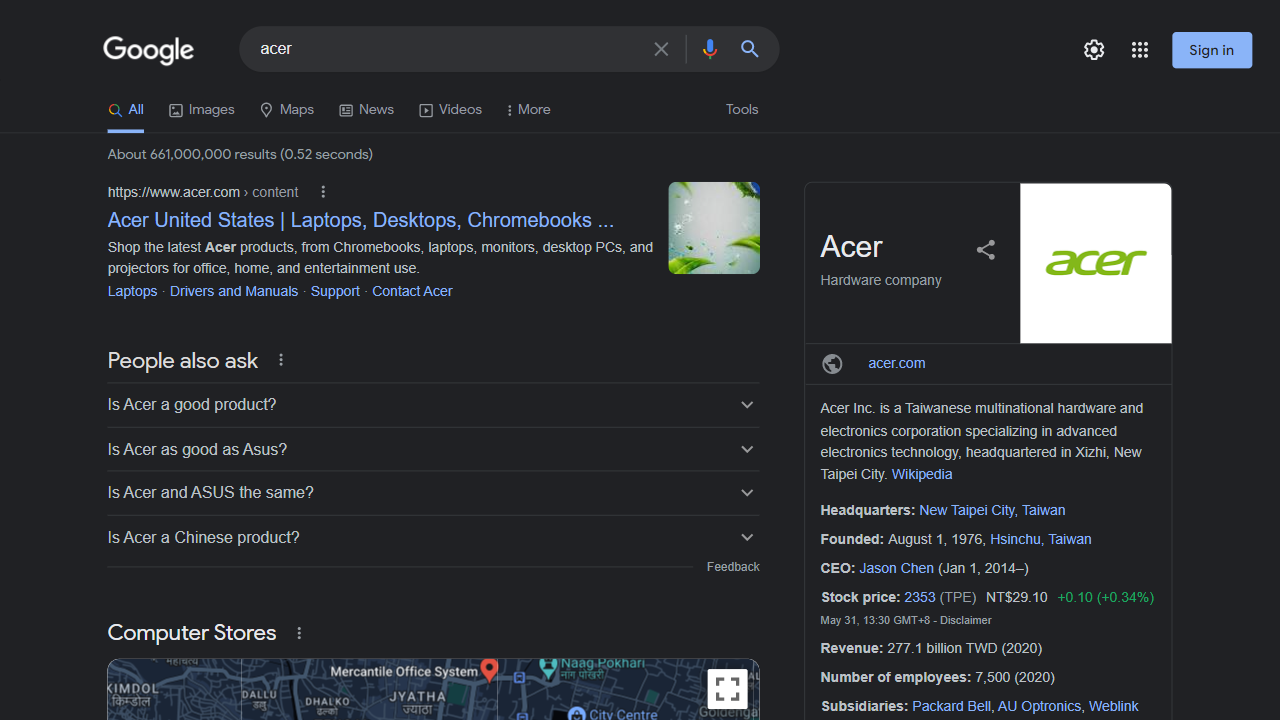 Google
acer
Sign in
All
Images
Maps
News
Videos
More
Tools
About 661,000,000 results (0.52 seconds)
https://www.acer.com › content
Acer United States | Laptops, Desktops, Chromebooks ...
Shop the latest Acer products, from Chromebooks, laptops, monitors, desktop PCs, and
projectors for office, home, and entertainment use.
Laptops · Drivers and Manuals · Support · Contact Acer
People also ask
Is Acer a good product?
Is Acer as good as Asus?
Is Acer and ASUS the same?
Is Acer a Chinese product?
Feedback
Computer Stores
Mercantile Office System
Naag Pokhari
नाग पोखरी
KIMDOL
किम्डोल
DALLU
डल्लु
DHALKO
ढल्को
JYATHA
ज्याठा
City Centre
Acer
Hardware company
acer
acer.com
Acer Inc. is a Taiwanese multinational hardware and
electronics corporation specializing in advanced
electronics technology, headquartered in Xizhi, New
Taipei City. Wikipedia
Headquarters: New Taipei City, Taiwan
Founded: August 1, 1976, Hsinchu, Taiwan
CEO: Jason Chen (Jan 1, 2014–)
Stock price: 2353 (TPE) NT$29.10 +0.10 (+0.34%)
May 31, 13:30 GMT+8 - Disclaimer
Revenue: 277.1 billion TWD (2020)
Number of employees: 7,500 (2020)
Subsidiaries: Packard Bell, AU Optronics, Weblink